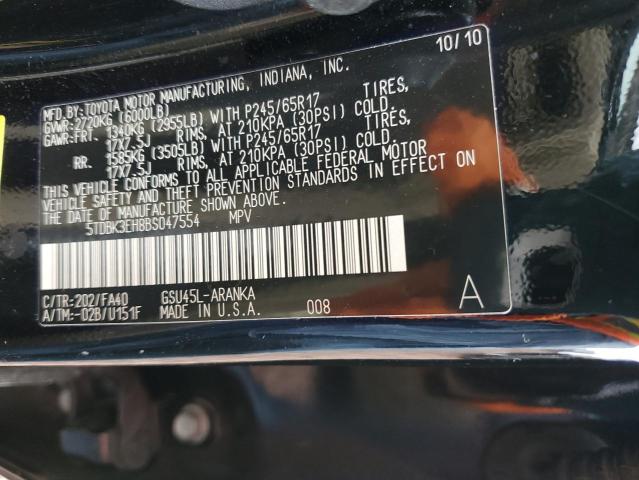 10/10
MFD.BY:TOYOTA MOTOR MANUFACTURING, INDIANA, INC.
GVWR:2720KG (6000LB)
GAWR:FRT. 1340KG (2955LB) WITH P245/65R17 TIRES,
17X7.5J RIMS, AT 210KPA (30PSI) COLD.
RR. 1585KG (3505LB) WITH P245/65R17 TIRES,
17X7.5J RIMS, AT 210KPA (30PSI) COLD.
THIS VEHICLE CONFORMS TO ALL APPLICABLE FEDERAL MOTOR
VEHICLE SAFETY AND THEFT PREVENTION STANDARDS IN EFFECT ON
THE DATE OF MANUFACTURE SHOWN ABOVE.
5TDBK3EH8BS047554 MPV
C/TR:202/FA40 GSU45L-ARANKA
A/TM:-02B/U151F MADE IN U.S.A. 008 A